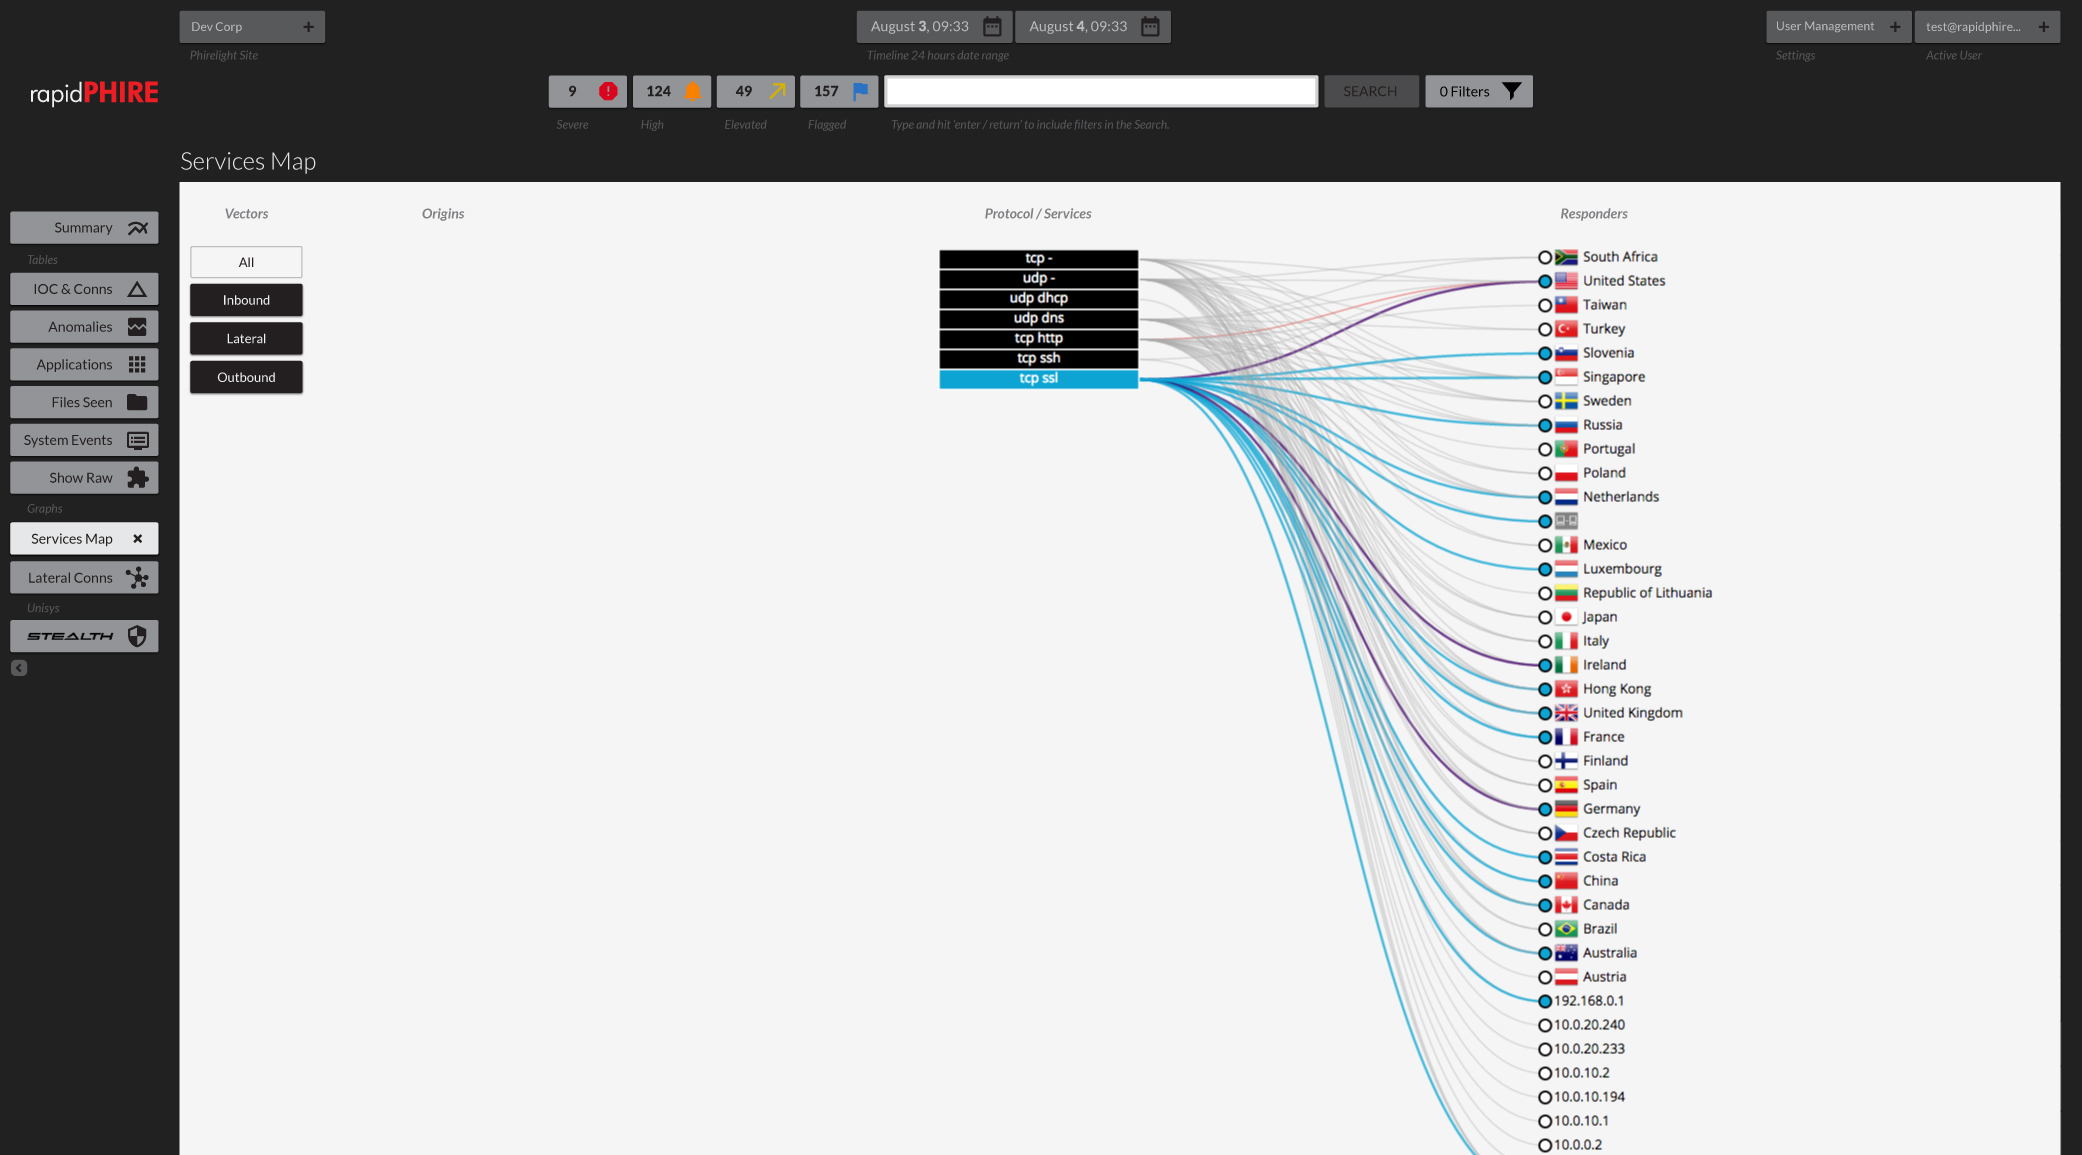 Dev Corp +
Phirelight Site
August 3, 09:33
August 4, 09:33
Timeline 24 hours date range
User Management +
Settings
test@rapidphire... +
Active User
rapidPHIRE
9
Severe
124
High
49
Elevated
157
Flagged
Type and hit 'enter / return' to include filters in the Search.
SEARCH
0 Filters
Services Map
Summary
Tables
IOC & Conns
Anomalies
Applications
Files Seen
System Events
Show Raw
Graphs
Services Map
Lateral Conns
Unisys
STEALTH
Vectors
All
Inbound
Lateral
Outbound
Origins
Protocol / Services
tcp -
udp -
udp dhcp
udp dns
tcp http
tcp ssh
tcp ssl
Responders
South Africa
United States
Taiwan
Turkey
Slovenia
Singapore
Sweden
Russia
Portugal
Poland
Netherlands
Mexico
Luxembourg
Republic of Lithuania
Japan
Italy
Ireland
Hong Kong
United Kingdom
France
Finland
Spain
Germany
Czech Republic
Costa Rica
China
Canada
Brazil
Australia
Austria
192.168.0.1
10.0.20.240
10.0.20.233
10.0.10.2
10.0.10.194
10.0.10.1
10.0.0.2